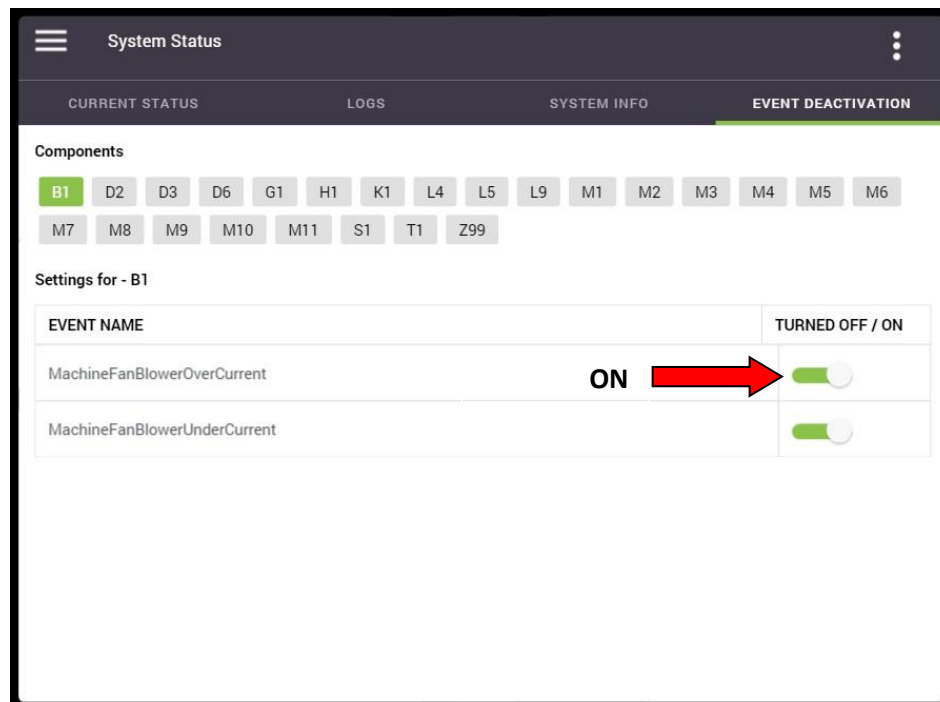 System Status
CURRENT STATUS LOGS SYSTEM INFO EVENT DEACTIVATION
Components
B1 D2 D3 D6 G1 H1 K1 L4 L5 L9 M1 M2 M3 M4 M5 M6
M7 M8 M9 M10 M11 S1 T1 Z99
Settings for - B1
EVENT NAME TURNED OFF / ON
MachineFanBlowerOverCurrent ON
MachineFanBlowerUnderCurrent